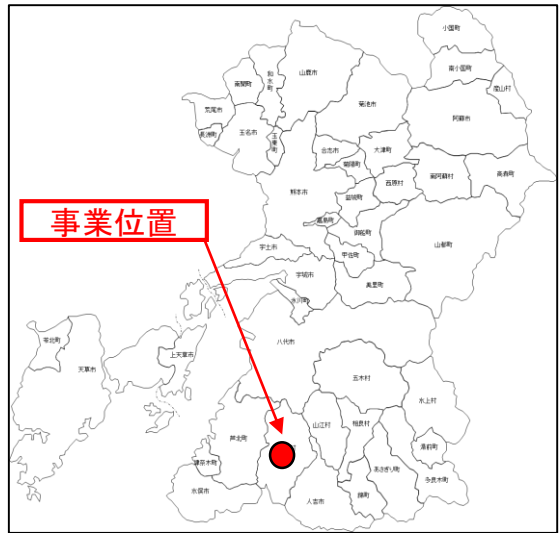 小国町
南小国町
産山村
山鹿市
和水町
南関町
菊池市
阿蘇市
荒尾市
玉名市
長洲町
玉東町
合志市
大津町
菊陽町
熊本市
西原村
南阿蘇村
高森町
益城町
嘉島町
事業位置
御船町
山都町
宇土市
甲佐町
宇城市
美里町
氷川町
八代市
苓北町
天草市
上天草市
五木村
水上村
芦北町
山江村
相良村
湯前町
あさぎり町
津奈木町
多良木町
水俣市
人吉市
錦町